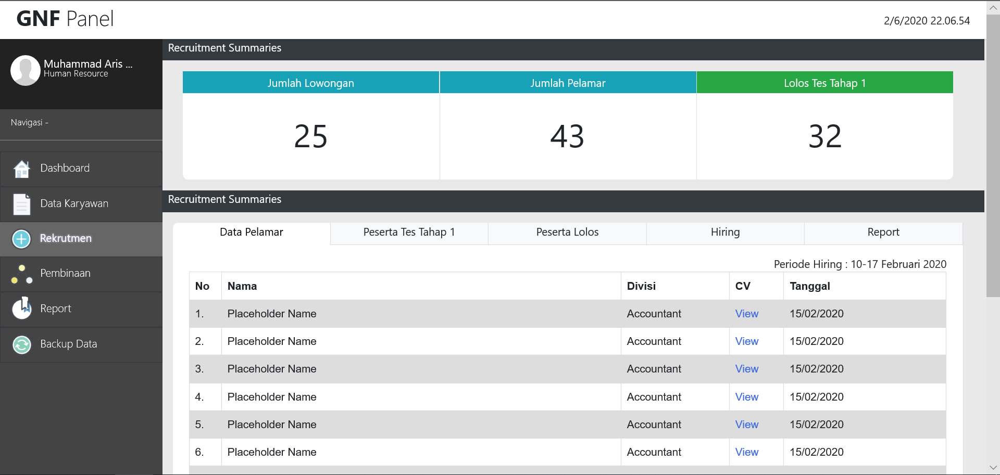 GNF Panel
2/6/2020 22.06.54
Muhammad Aris ...
Human Resource
Navigasi -
Dashboard
Data Karyawan
Rekrutmen
Pembinaan
Report
Backup Data
Recruitment Summaries
Jumlah Lowongan Jumlah Pelamar Lolos Tes Tahap 1
25 43 32
Recruitment Summaries
Data Pelamar Peserta Tes Tahap 1 Peserta Lolos Hiring Report
Periode Hiring : 10-17 Februari 2020
No Nama Divisi CV Tanggal
1. Placeholder Name Accountant View 15/02/2020
2. Placeholder Name Accountant View 15/02/2020
3. Placeholder Name Accountant View 15/02/2020
4. Placeholder Name Accountant View 15/02/2020
5. Placeholder Name Accountant View 15/02/2020
6. Placeholder Name Accountant View 15/02/2020